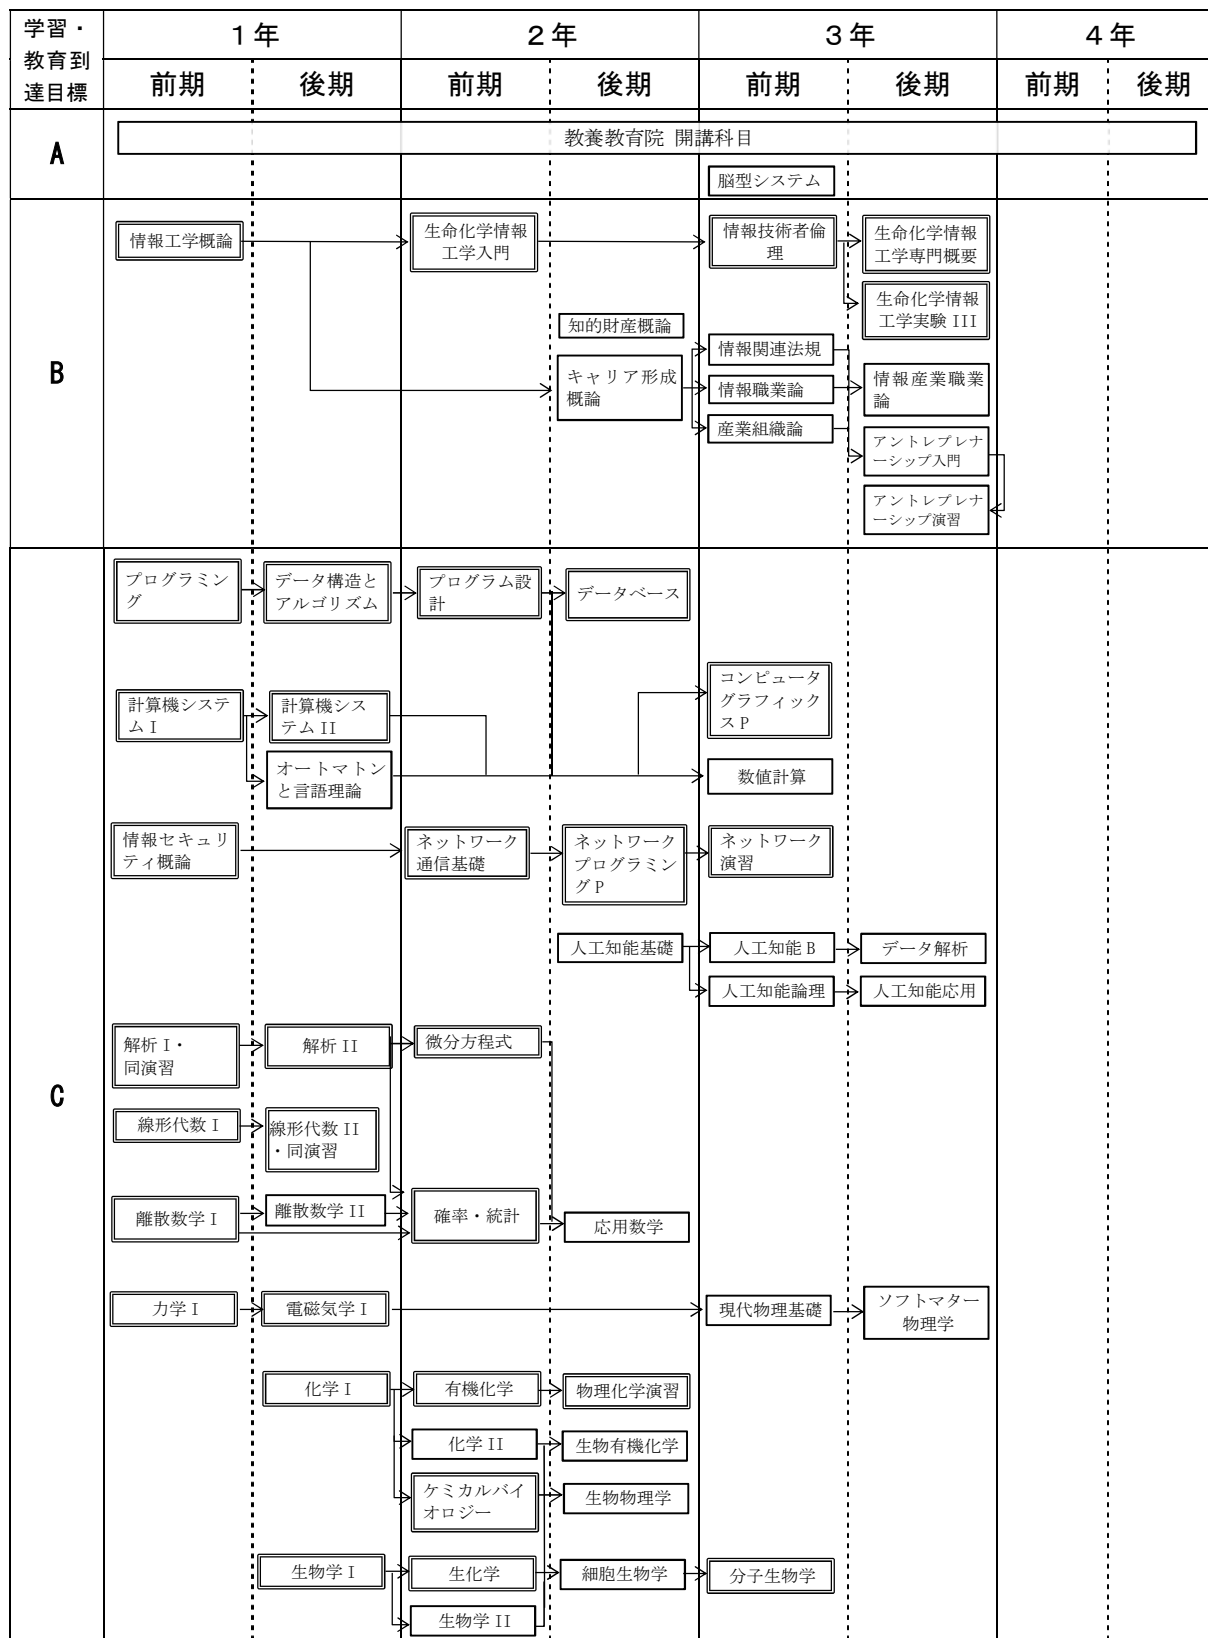 学習・
教育到
達目標
1年
2年
3年
4年
前期
後期
前期
後期
前期
後期
前期
後期
A
教養教育院 開講科目
脳型システム
B
情報工学概論
生命化学情報
工学入門
情報技術者倫
理
生命化学情報
工学専門概要
生命化学情報
工学実験 III
知的財産概論
キャリア形成
概論
情報関連法規
情報職業論
産業組織論
情報産業職業
論
アントレプレナ
ーシップ入門
アントレプレナ
ーシップ演習
C
プログラミン
グ
データ構造と
アルゴリズム
プログラム設
計
データベース
計算機システ
ム I
計算機シス
テム II
オートマトン
と言語理論
コンピュータ
グラフィック
ス P
数値計算
情報セキュリ
ティ概論
ネットワーク
通信基礎
ネットワーク
プログラミン
グ P
ネットワーク
演習
人工知能基礎
人工知能 B
データ解析
人工知能論理
人工知能応用
解析 I・
同演習
解析 II
微分方程式
線形代数 I
線形代数 II
・同演習
離散数学 I
離散数学 II
確率・統計
応用数学
力学 I
電磁気学 I
現代物理基礎
ソフトマター
物理学
化学 I
有機化学
物理化学演習
化学 II
生物有機化学
ケミカルバイ
オロジー
生物物理学
生物学 I
生化学
細胞生物学
分子生物学
生物学 II